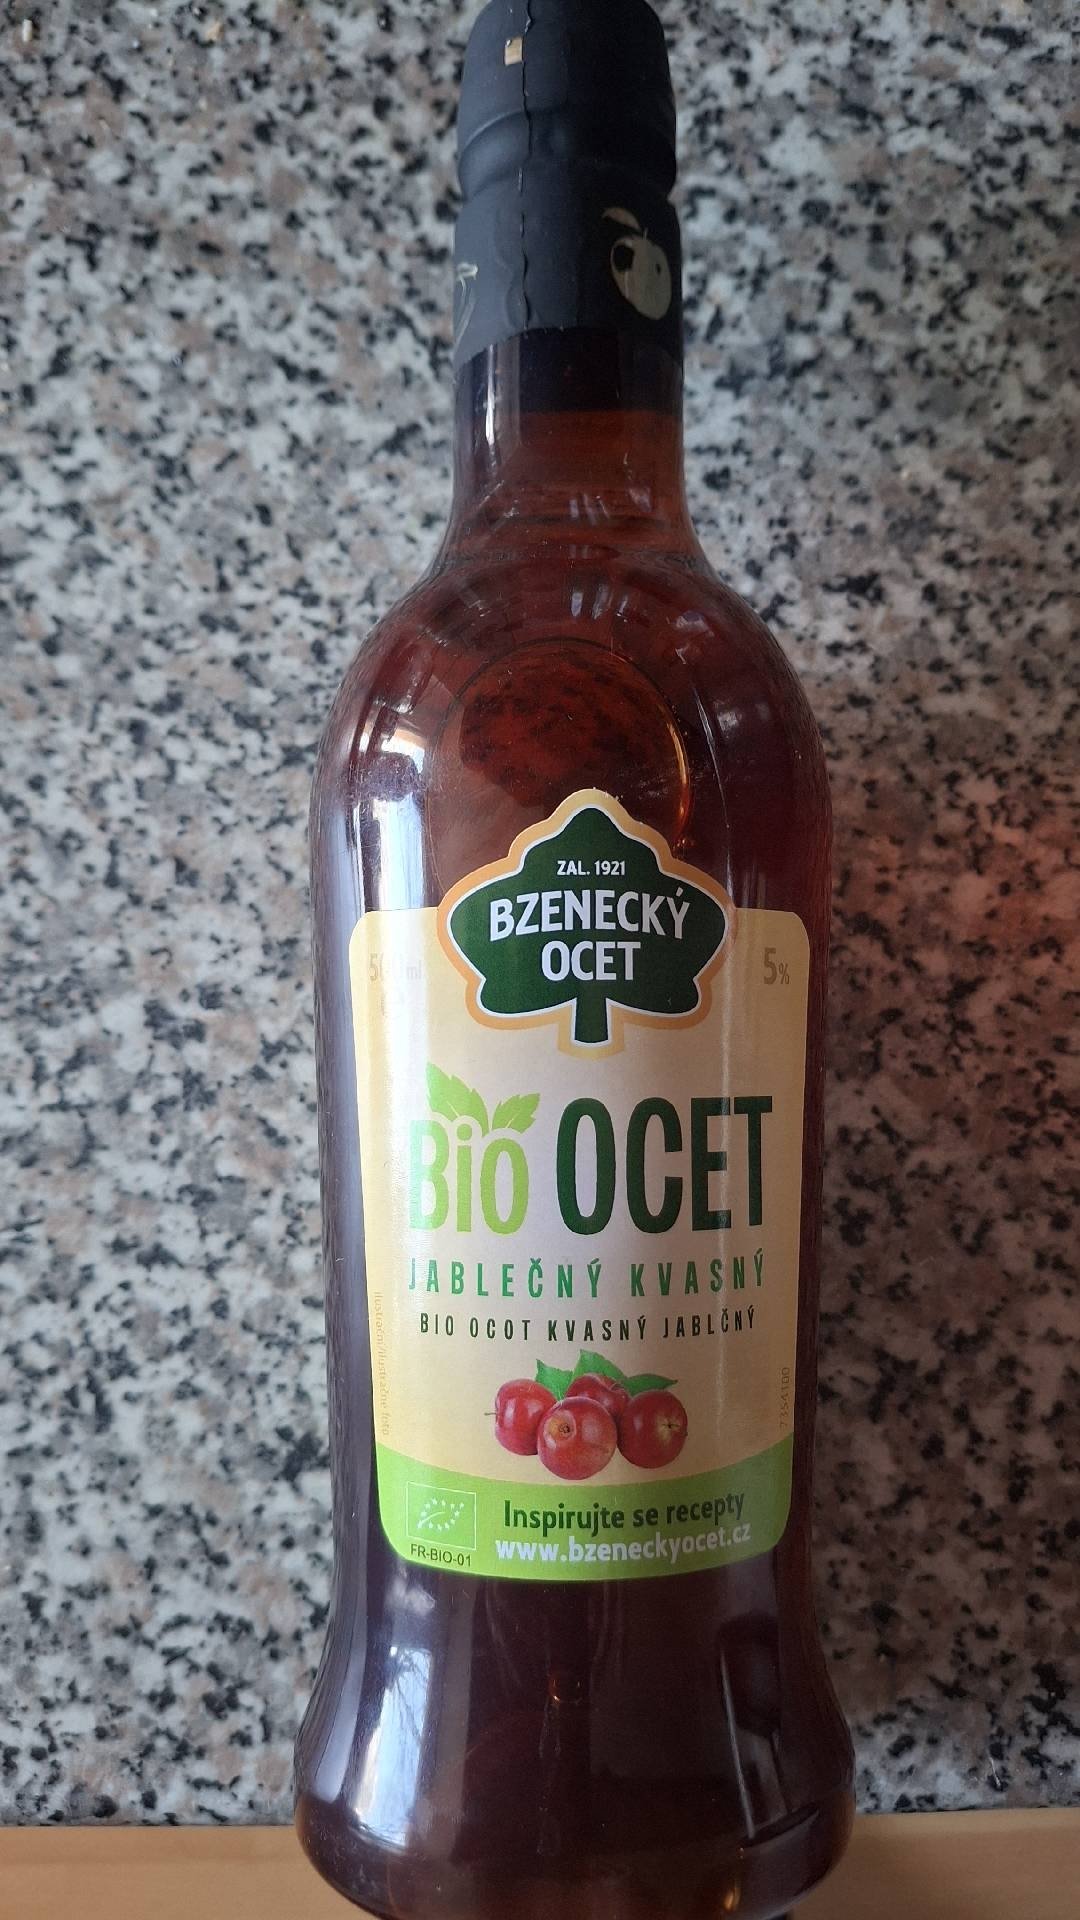 ZAL. 1921
BZENECKÝ
OCET
5%
BiO OCET
JABLEČNÝ KVASNÝ
BIO OCOT KVASNÝ JABLČNÝ
Inspirujte se recepty
www.bzeneckyocet.cz
FR-BIO-01